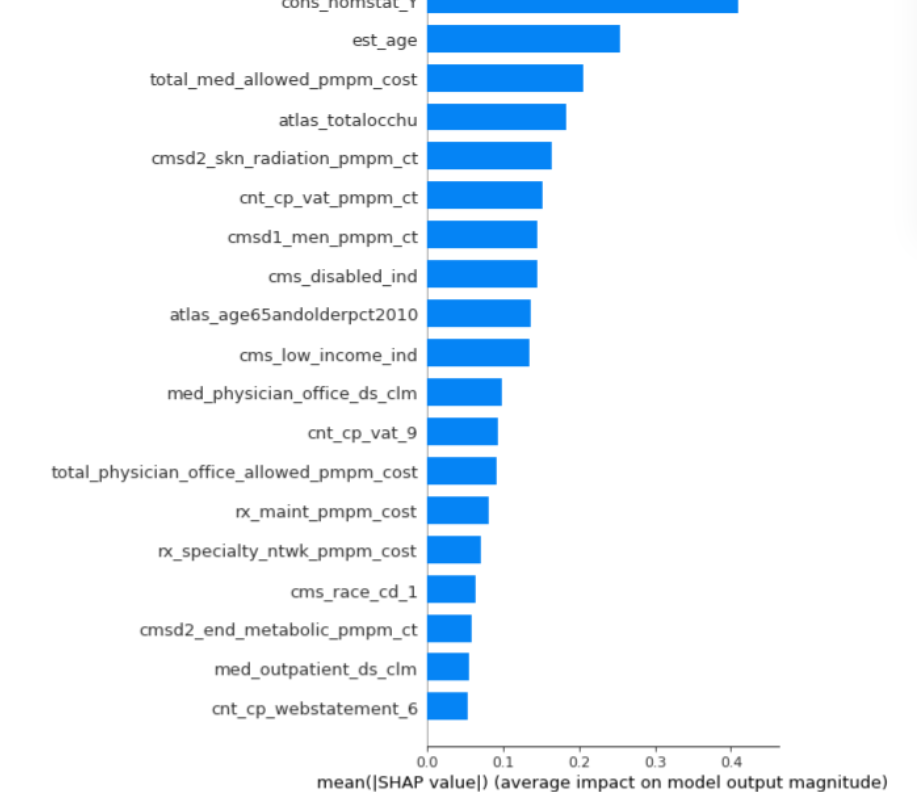 cons_homstat_Y
est_age
total_med_allowed_pmpm_cost
atlas_totalocchu
cmsd2_skn_radiation_pmpm_ct
cnt_cp_vat_pmpm_ct
cmsd1_men_pmpm_ct
cms_disabled_ind
atlas_age65andolderpct2010
cms_low_income_ind
med_physician_office_ds_clm
cnt_cp_vat_9
total_physician_office_allowed_pmpm_cost
rx_maint_pmpm_cost
rx_specialty_ntwk_pmpm_cost
cms_race_cd_1
cmsd2_end_metabolic_pmpm_ct
med_outpatient_ds_clm
cnt_cp_webstatement_6
0.0 0.1 0.2 0.3 0.4
mean(|SHAP value|) (average impact on model output magnitude)